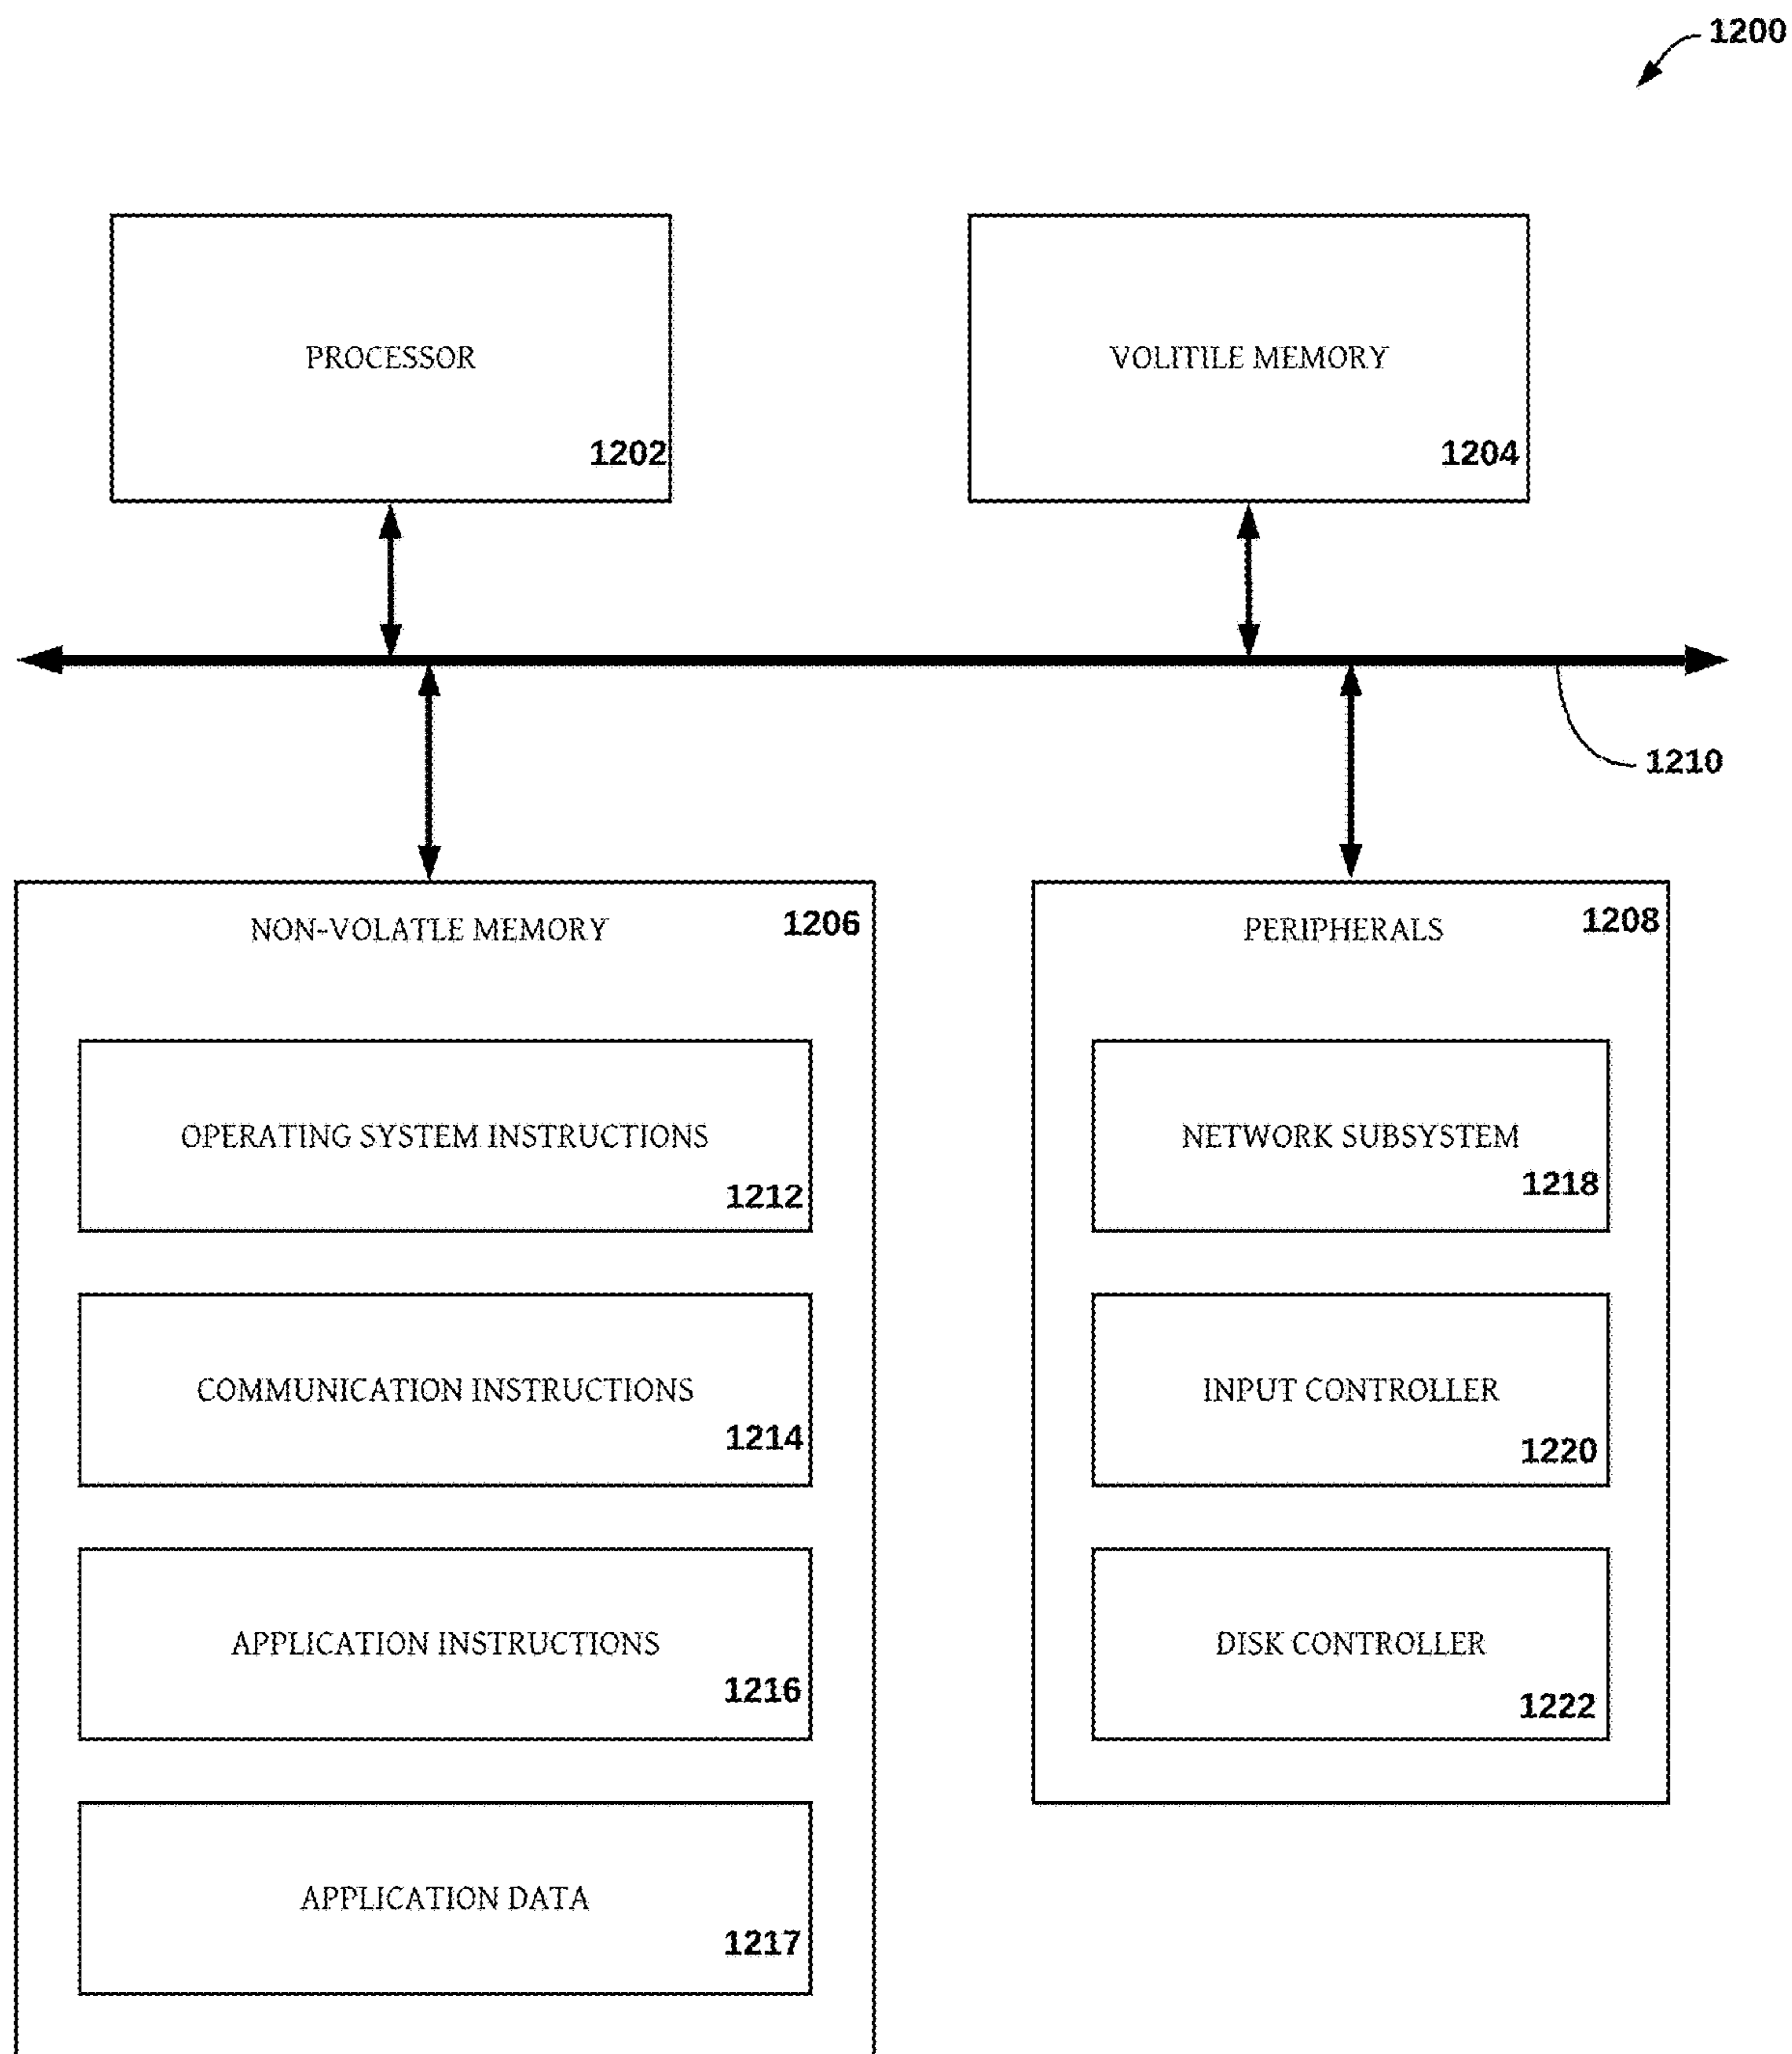 1200
PROCESSOR
1202
VOLITILE MEMORY
1204
1210
NON-VOLATLE MEMORY
1206
OPERATING SYSTEM INSTRUCTIONS
1212
COMMUNICATION INSTRUCTIONS
1214
APPLICATION INSTRUCTIONS
1216
APPLICATION DATA
1217
PERIPHERALS
1208
NETWORK SUBSYSTEM
1218
INPUT CONTROLLER
1220
DISK CONTROLLER
1222